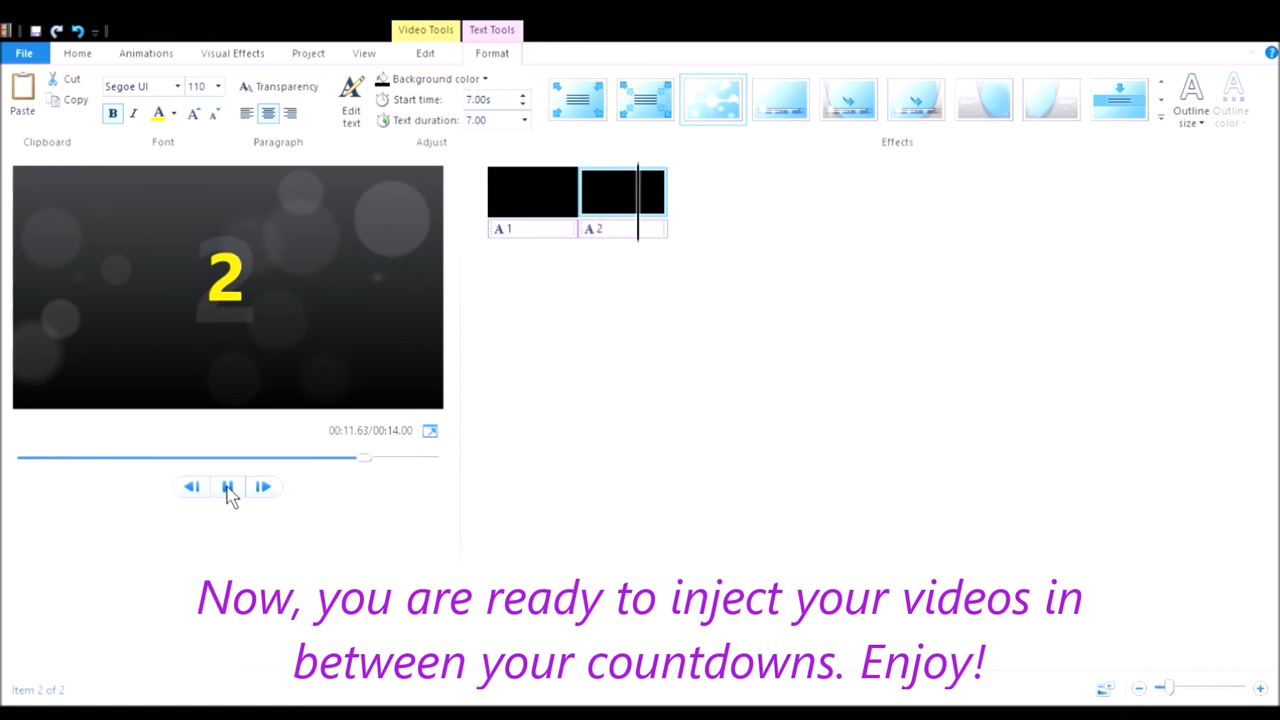 Video Tools Text Tools
File Home Animations Visual Effects Project View Edit Format
Paste
Cut
Copy
Clipboard
Segoe UI 110
B I A A A
Font
Transparency
Paragraph
Edit
text
Background color
Start time: 7.00s
Text duration: 7.00
Adjust
Effects
Outline
size
Outline
color
2
2
A 1 A 2
00:11.63/00:14.00
Now, you are ready to inject your videos in
between your countdowns. Enjoy!
Item 2 of 2